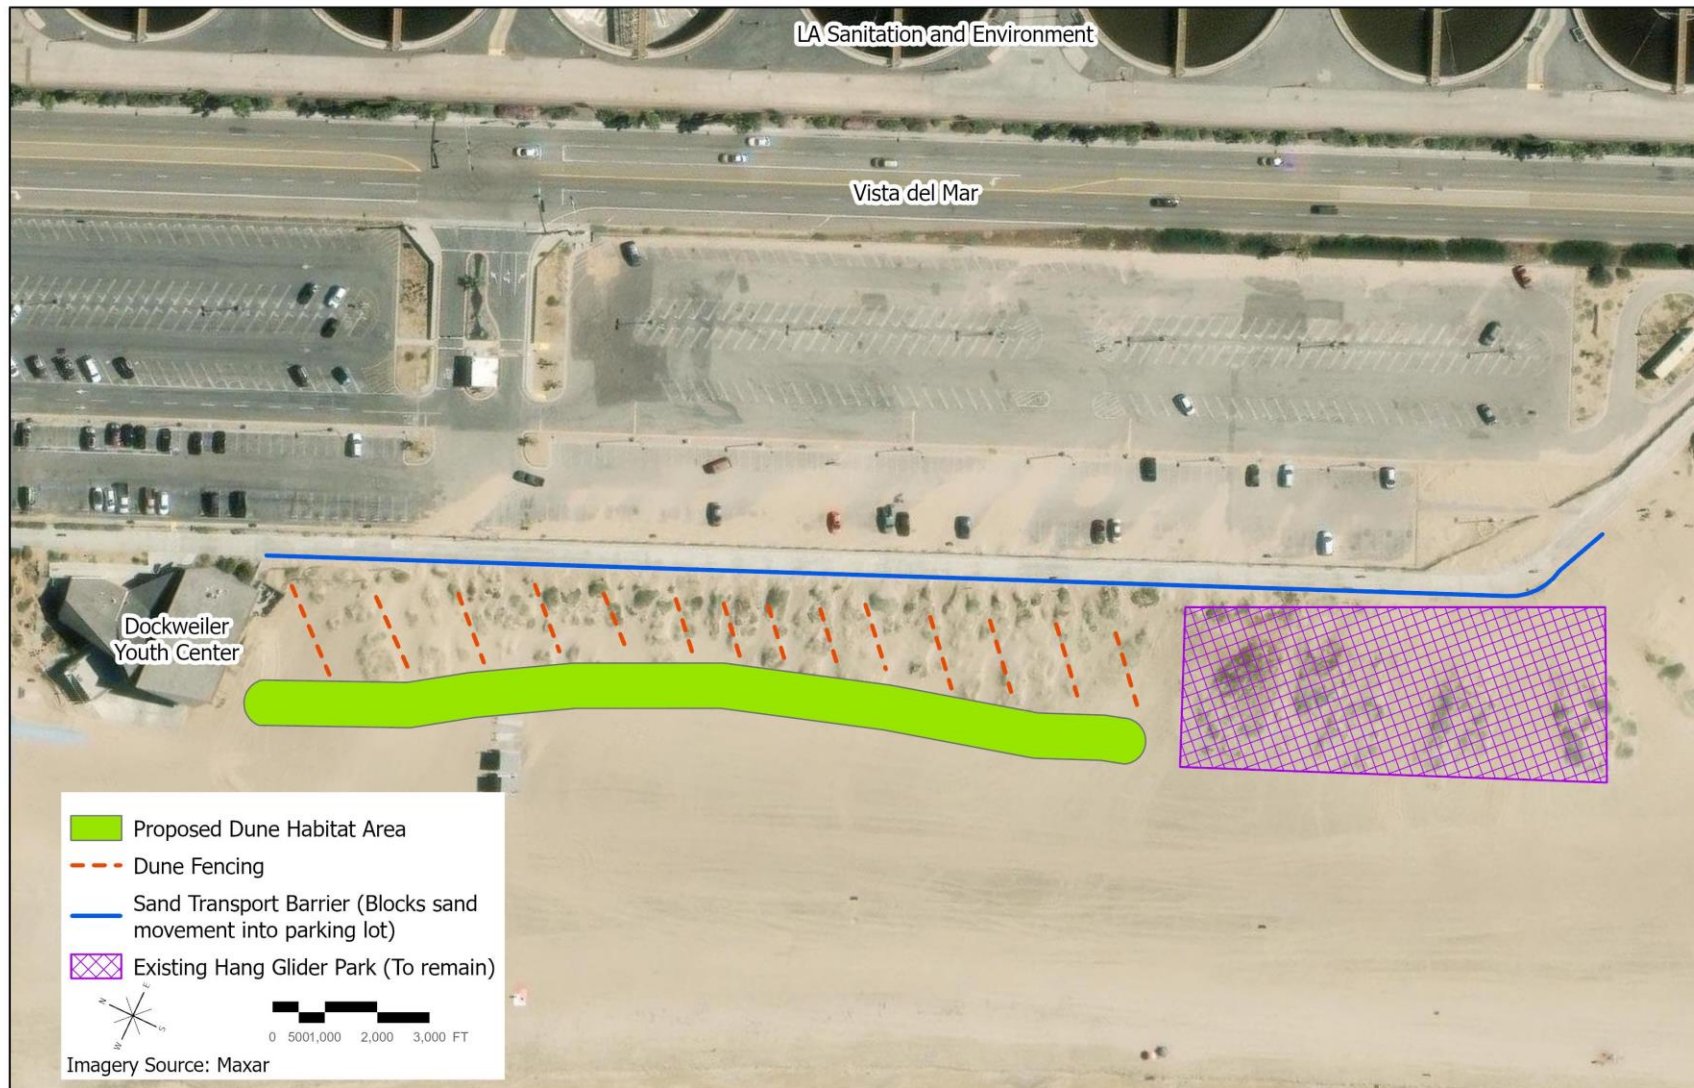 LA Sanitation and Environment
Vista del Mar
Dockweiler
Youth Center
Proposed Dune Habitat Area
Dune Fencing
Sand Transport Barrier (Blocks sand
movement into parking lot)
Existing Hang Glider Park (To remain)
N E
W S
0 5001,000 2,000 3,000 FT
Imagery Source: Maxar